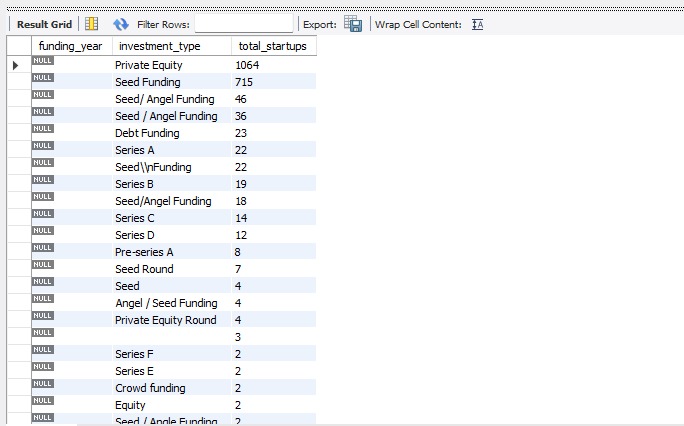 Result Grid Filter Rows: Export: Wrap Cell Content: IA
funding_year investment_type total_startups
NULL Private Equity 1064
NULL Seed Funding 715
NULL Seed/ Angel Funding 46
NULL Seed / Angel Funding 36
NULL Debt Funding 23
NULL Series A 22
NULL Seed\\nFunding 22
NULL Series B 19
NULL Seed/Angel Funding 18
NULL Series C 14
NULL Series D 12
NULL Pre-series A 8
NULL Seed Round 7
NULL Seed 4
NULL Angel / Seed Funding 4
NULL Private Equity Round 4
NULL 3
NULL Series F 2
NULL Series E 2
NULL Crowd funding 2
NULL Equity 2
NULL Seed / Angle Funding 2